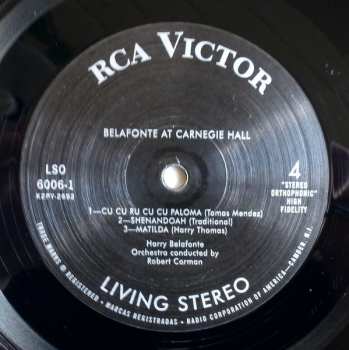 RCA VICTOR
BELAFONTE AT CARNEGIE HALL
LSO
6006-1
K2RY-2693
4
"STEREO
ORTHOPHONIC"
HIGH
FIDELITY
1—CU CU RU CU CU PALOMA (Tomas Mendez)
2—SHENANDOAH (Traditional)
3—MATILDA (Harry Thomas)
Harry Belafonte
Orchestra conducted by
Robert Corman
LIVING STEREO
TRADE MARKS ® REGISTERED • MARCAS REGISTRADAS • RADIO CORPORATION OF AMERICA—CAMDEN, N.J.